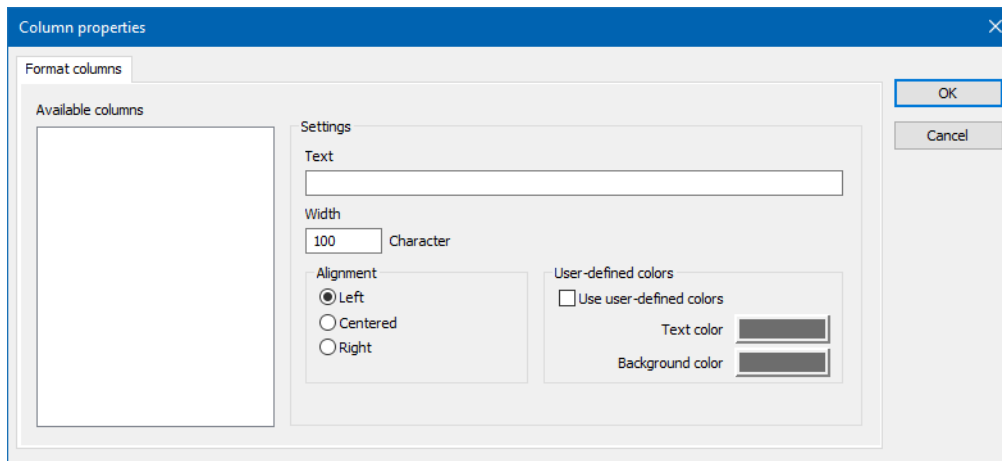 Column properties
Format columns
OK
Cancel
Available columns
Settings
Text
Width
100 Character
Alignment
Left
Centered
Right
User-defined colors
Use user-defined colors
Text color
Background color